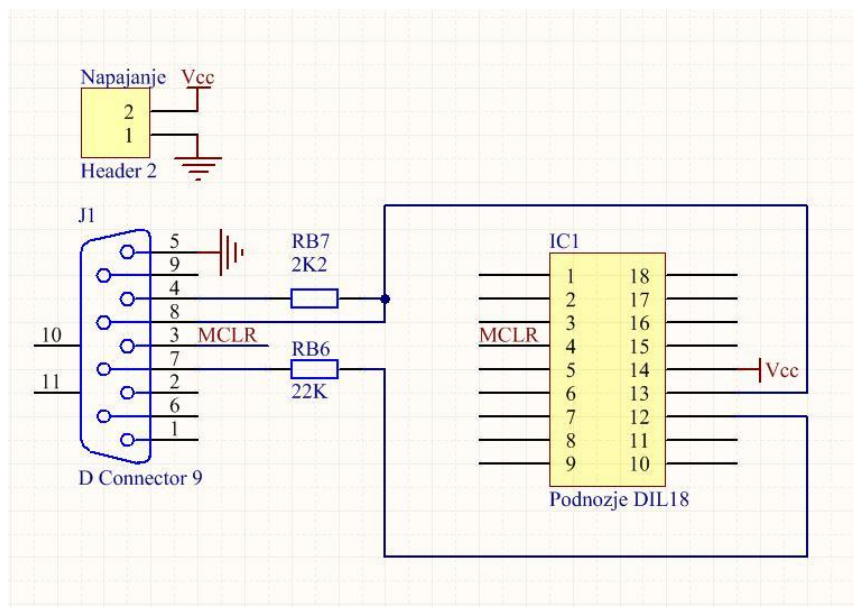 Napajanje Vcc
2
1
Header 2
J1
5
9
4
8
3
7
2
6
1
10
11
MCLR
D Connector 9
RB7
2K2
RB6
22K
IC1
1 18
2 17
3 16
MCLR 4 15
5 14 Vcc
6 13
7 12
8 11
9 10
Podnozje DIL18